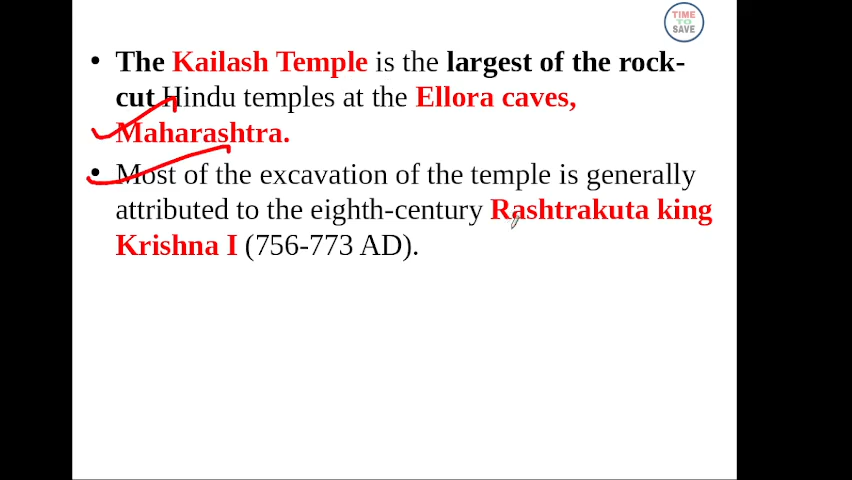 TIME
TO
SAVE
• The Kailash Temple is the largest of the rock-
cut Hindu temples at the Ellora caves,
Maharashtra.
• Most of the excavation of the temple is generally
attributed to the eighth-century Rashtrakuta king
Krishna I (756-773 AD).